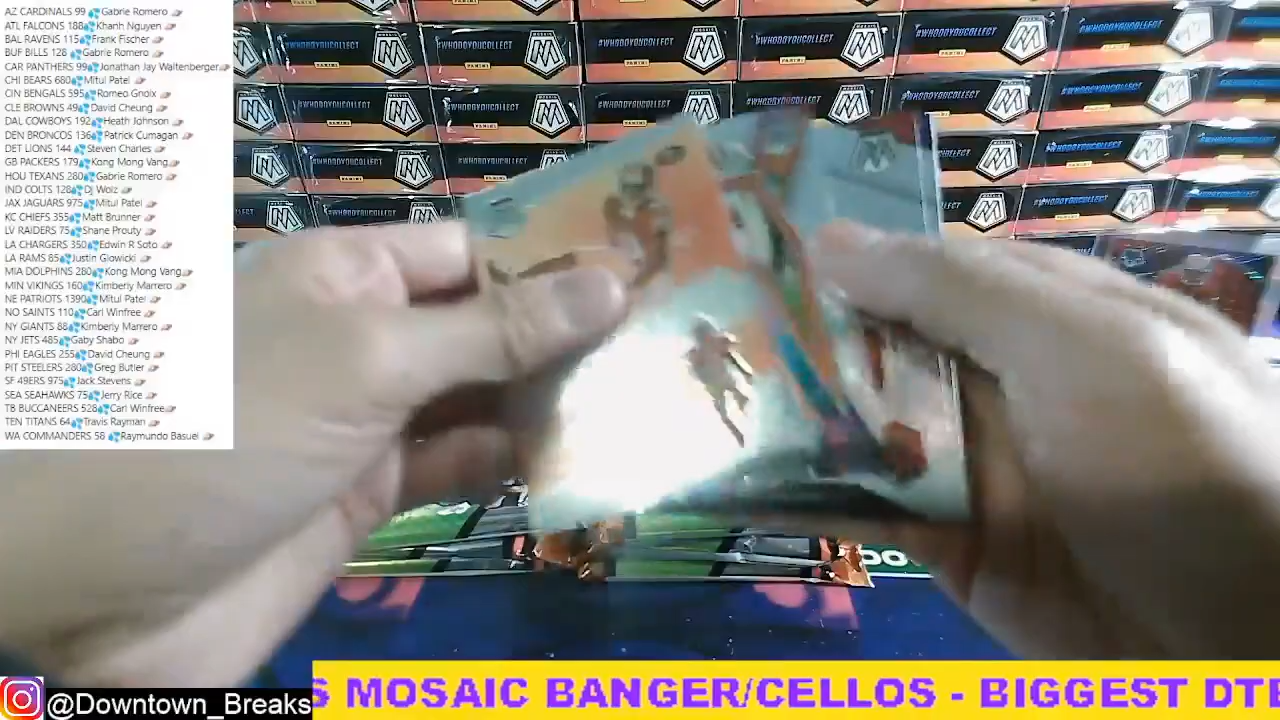 AZ CARDINALS 99 Gabrie Romero
ATL FALCONS 188 Khanh Nguyen
BAL RAVENS 115 Frank Fischer
BUF BILLS 128 Gabrie Romero
CAR PANTHERS 99 Jonathan Jay Waltenberger
CHI BEARS 680 Mitul Patel
CIN BENGALS 595 Romeo Gnoix
CLE BROWNS 49 David Cheung
DAL COWBOYS 192 Heath Johnson
DEN BRONCOS 136 Patrick Cumagan
DET LIONS 144 Steven Charles
GB PACKERS 179 Kong Mong Vang
HOU TEXANS 280 Gabrie Romero
IND COLTS 128 DJ Woiz
JAX JAGUARS 975 Mitul Patel
KC CHIEFS 355 Matt Brunner
LV RAIDERS 75 Shane Prouty
LA CHARGERS 350 Edwin R Soto
LA RAMS 85 Justin Glowicki
MIA DOLPHINS 280 Kong Mong Vang
MIN VIKINGS 160 Kimberly Marrero
NE PATRIOTS 1390 Mitul Patel
NO SAINTS 110 Carl Winfree
NY GIANTS 88 Kimberly Marrero
NY JETS 485 Gaby Shabo
PHI EAGLES 255 David Cheung
PIT STEELERS 280 Greg Butler
SF 49ERS 975 Jack Stevens
SEA SEAHAWKS 75 Jerry Rice
TB BUCCANEERS 528 Carl Winfree
TEN TITANS 64 Travis Rayman
WA COMMANDERS 58 Raymundo Basuel
#WHODOYOUCOLLECT
PANINI
@Downtown_Breaks
S MOSAIC BANGER/CELLOS - BIGGEST DTE